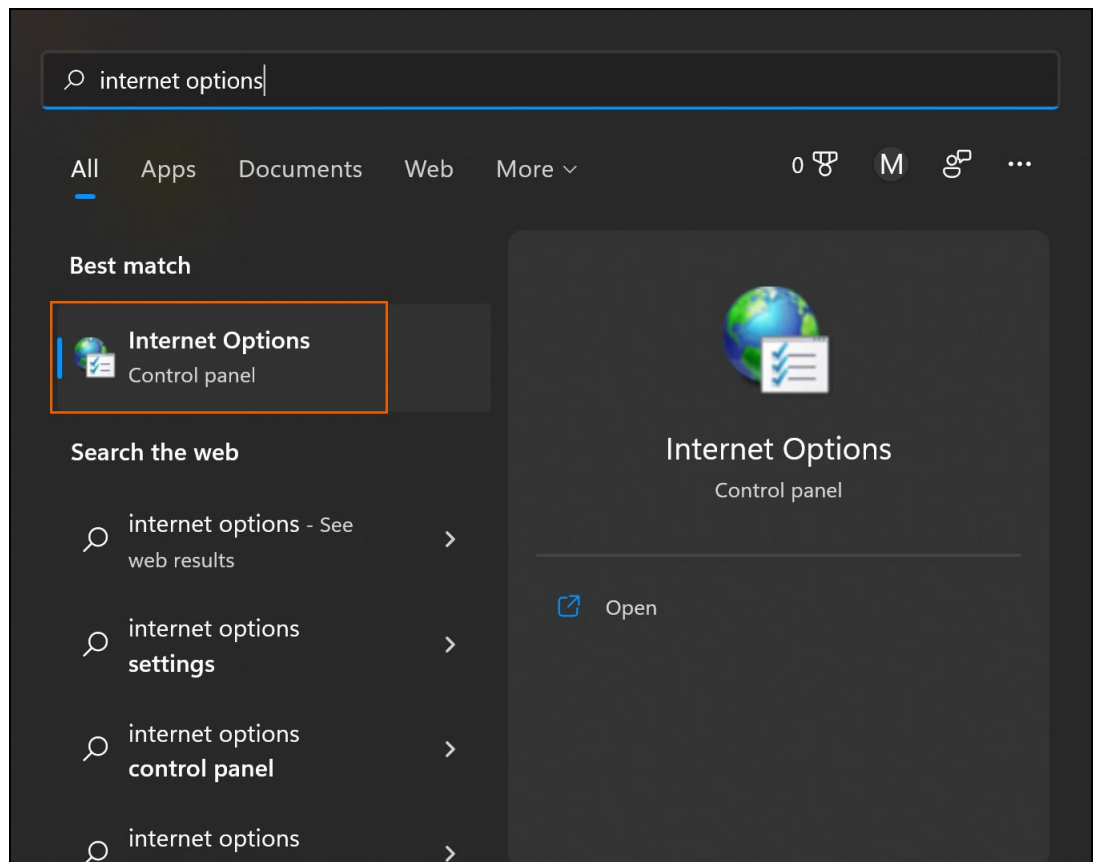 internet options
All Apps Documents Web More 0 M
Best match
Internet Options
Control panel
Search the web
internet options - See
web results
internet options
settings
internet options
control panel
internet options
Internet Options
Control panel
Open